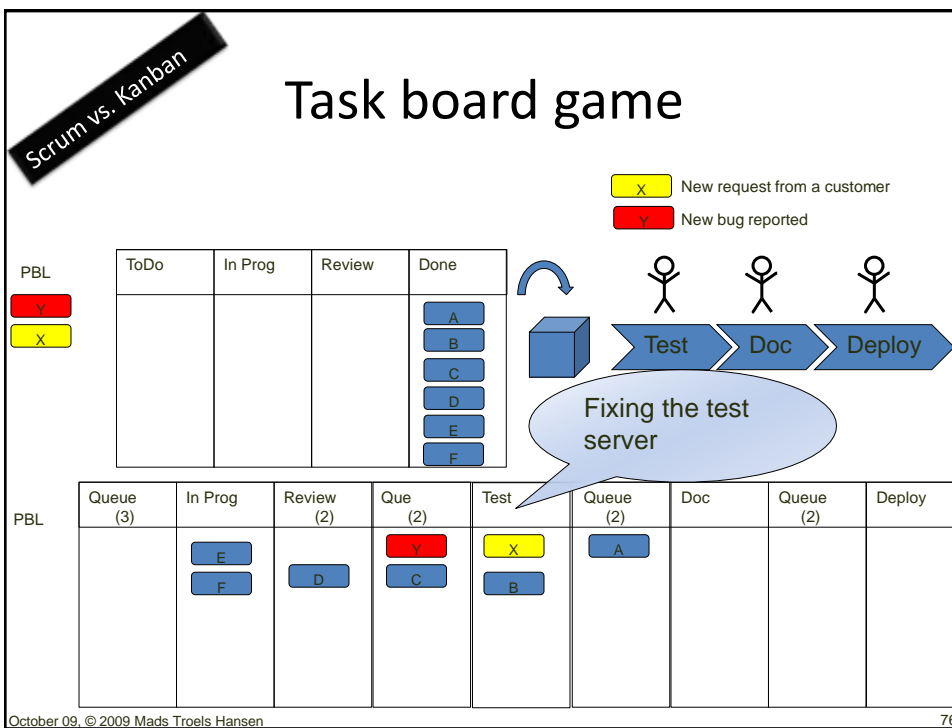 Scrum vs. Kanban
Task board game
X New request from a customer
Y New bug reported
PBL
ToDo In Prog Review Done
Y
X
A
B
C
D
E
F
Test Doc Deploy
Fixing the test
server
PBL
Queue In Prog Review Que Test Queue Doc Queue Deploy
(3) (2) (2) (2) (2)
Y X A
E
D C B
F
October 09, © 2009 Mads Troels Hansen 76